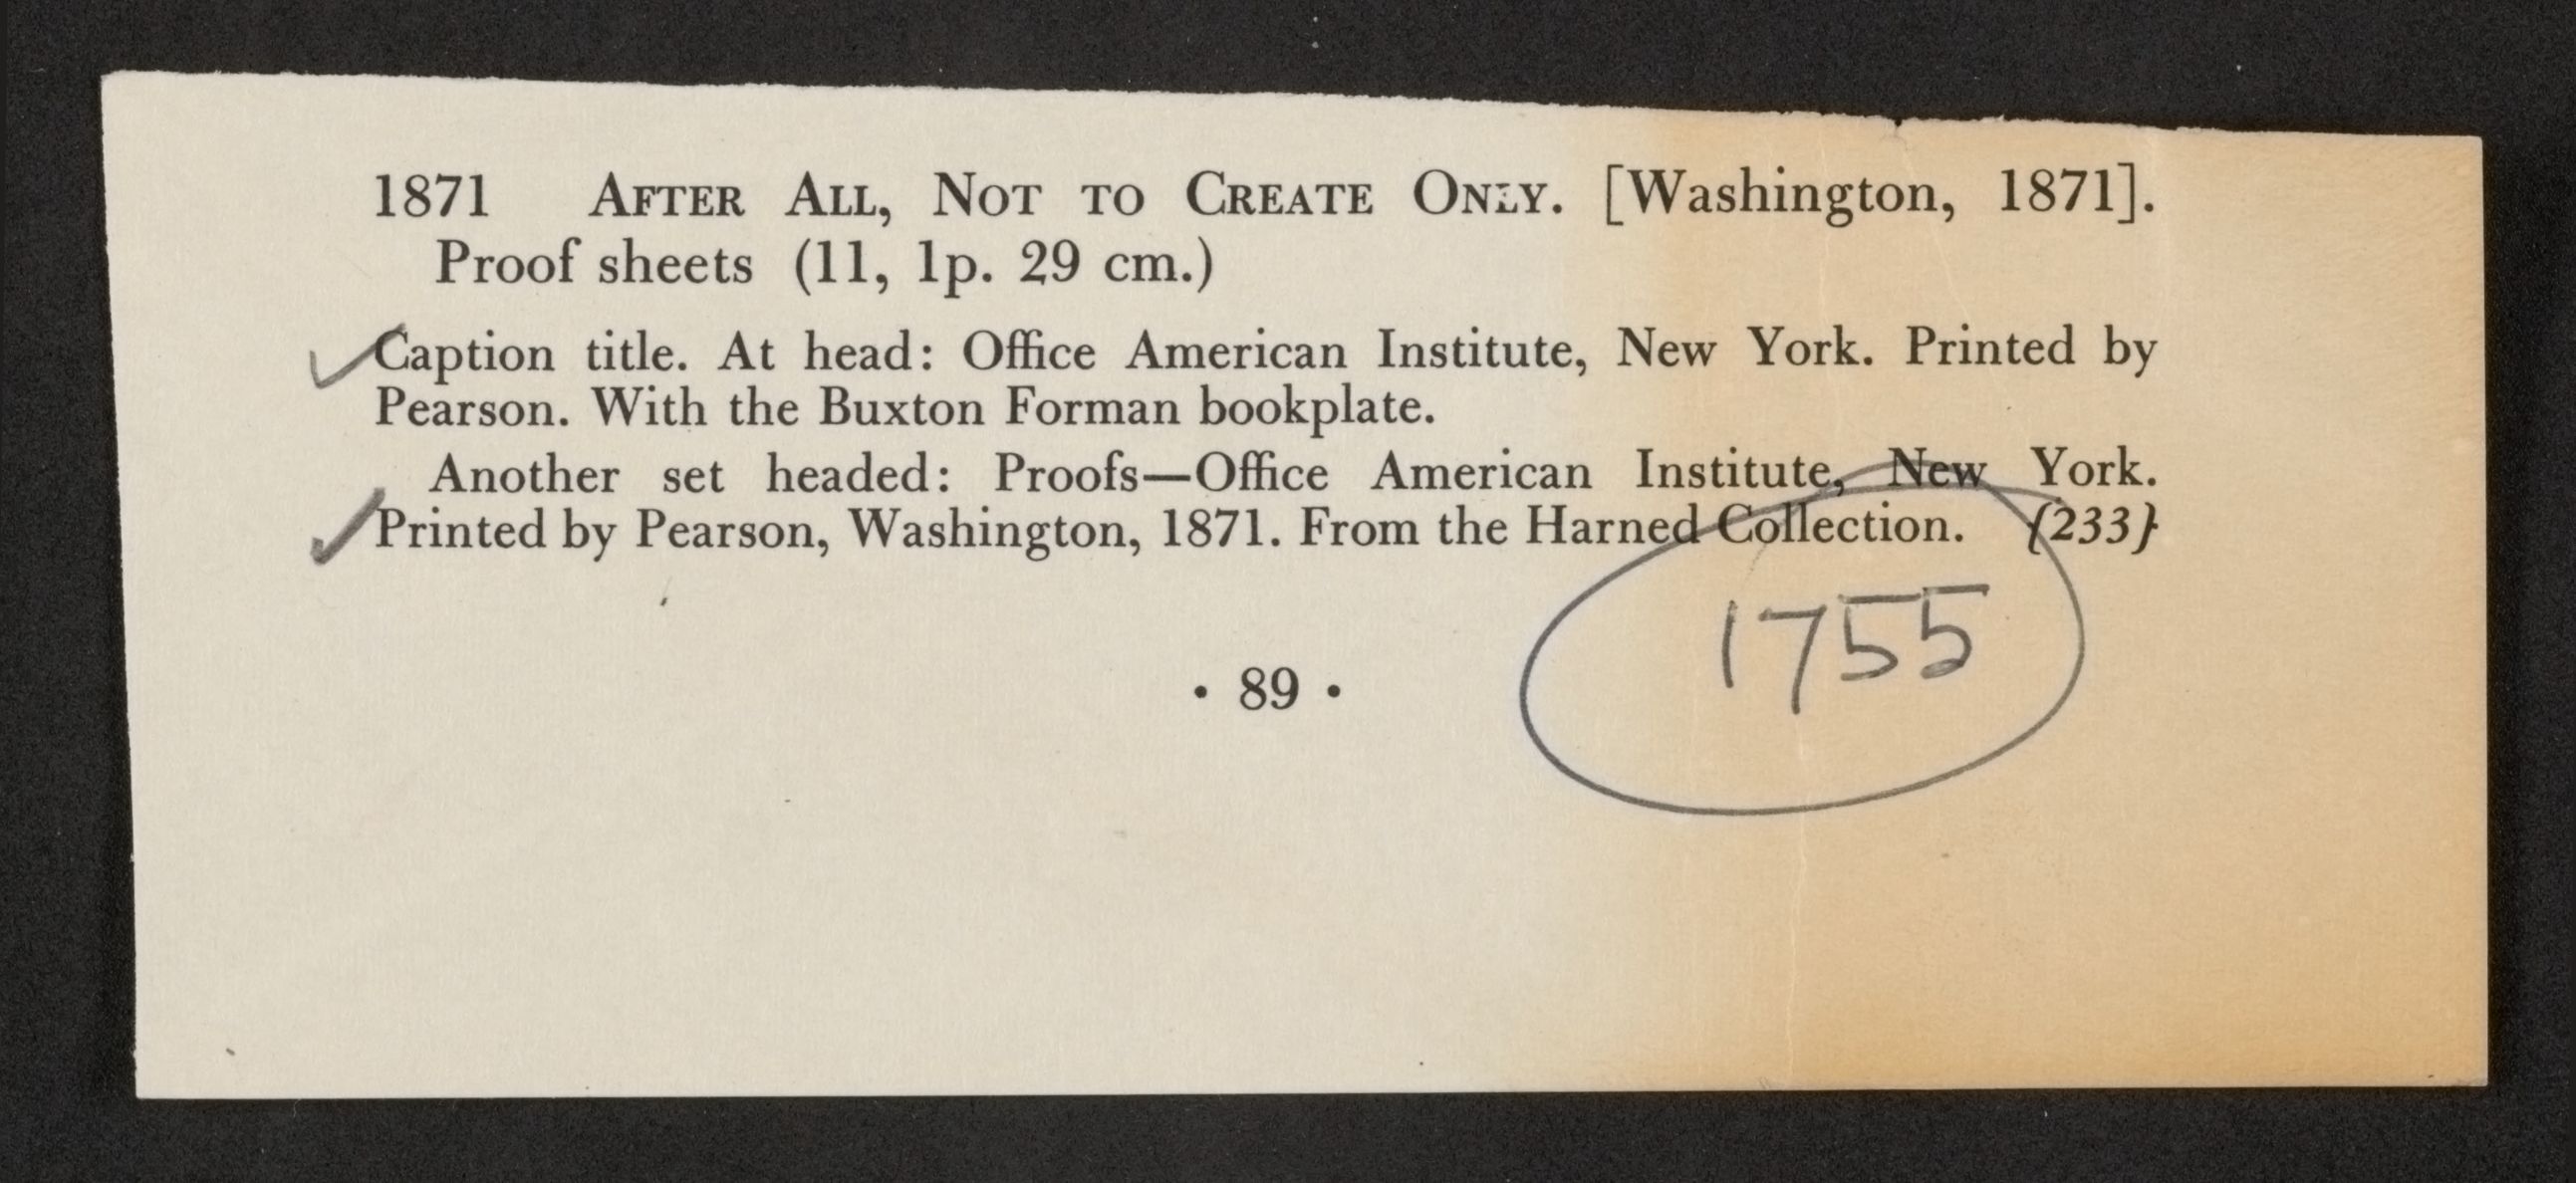 1871 AFTER ALL, NOT TO CREATE ONLY. [Washington, 1871].
Proof sheets (11, 1p. 29 cm.)
Caption title. At head: Office American Institute, New York. Printed by
Pearson. With the Buxton Forman bookplate.
Another set headed: Proofs—Office American Institute, New York.
Printed by Pearson, Washington, 1871. From the Harned Collection. {233}
1755
· 89 ·